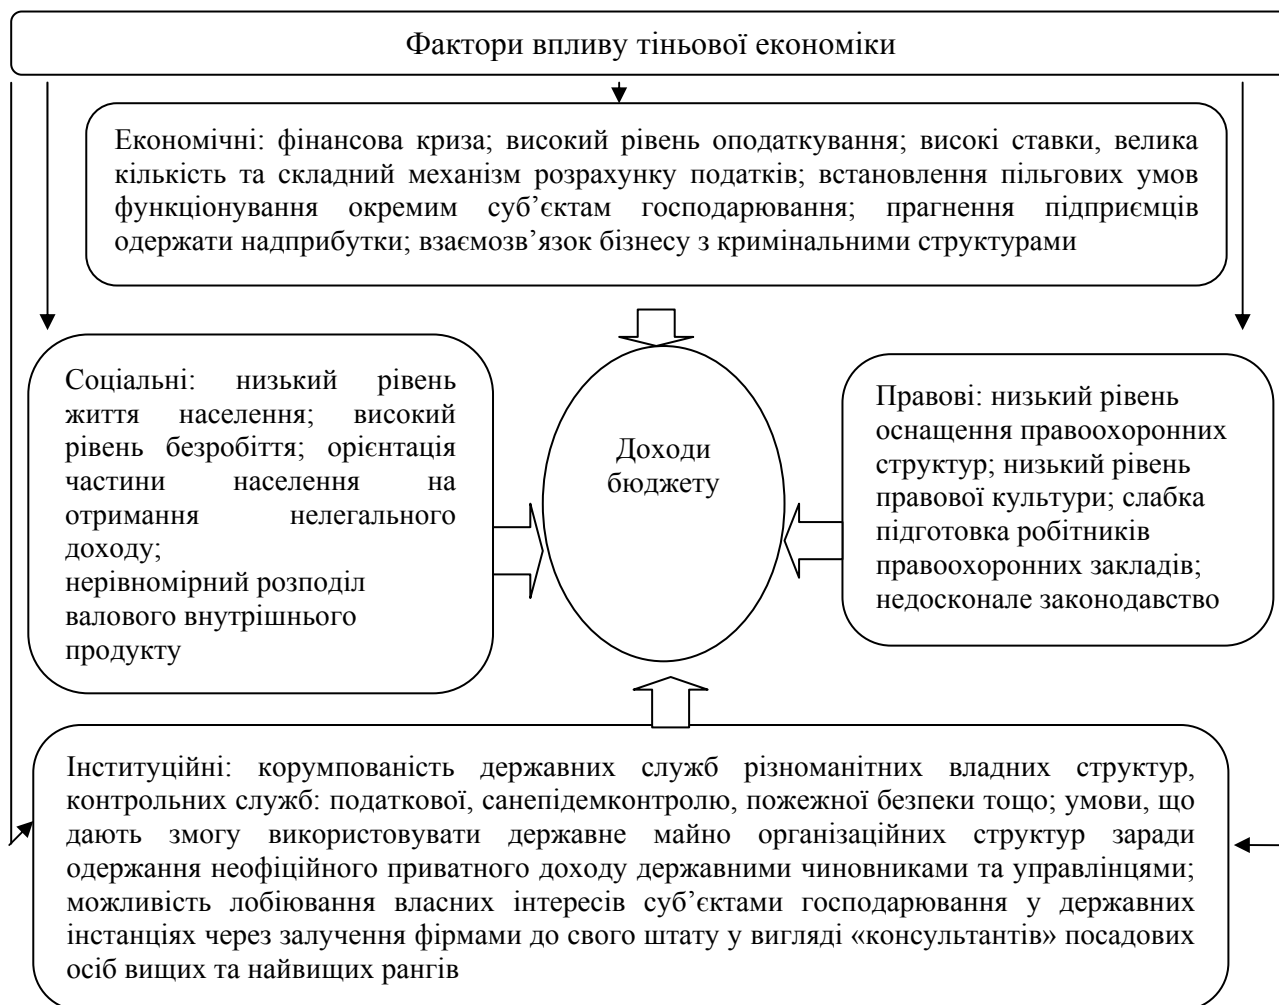 Фактори впливу тіньової економіки
Економічні: фінансова криза; високий рівень оподаткування; високі ставки, велика
кількість та складний механізм розрахунку податків; встановлення пільгових умов
функціонування окремим суб’єктам господарювання; прагнення підприємців
одержати надприбутки; взаємозв’язок бізнесу з кримінальними структурами
Соціальні: низький рівень
життя населення; високий
рівень безробіття; орієнтація
частини населення на
отримання нелегального
доходу;
нерівномірний розподіл
валового внутрішнього
продукту
Доходи
бюджету
Правові: низький рівень
оснащення правоохоронних
структур; низький рівень
правової культури; слабка
підготовка робітників
правоохоронних закладів;
недосконале законодавство
Інституційні: корумпованість державних служб різноманітних владних структур,
контрольних служб: податкової, санепідемконтролю, пожежної безпеки тощо; умови, що
дають змогу використовувати державне майно організаційних структур заради
одержання неофіційного приватного доходу державними чиновниками та управлінцями;
можливість лобіювання власних інтересів суб’єктами господарювання у державних
інстанціях через залучення фірмами до свого штату у вигляді «консультантів» посадових
осіб вищих та найвищих рангів